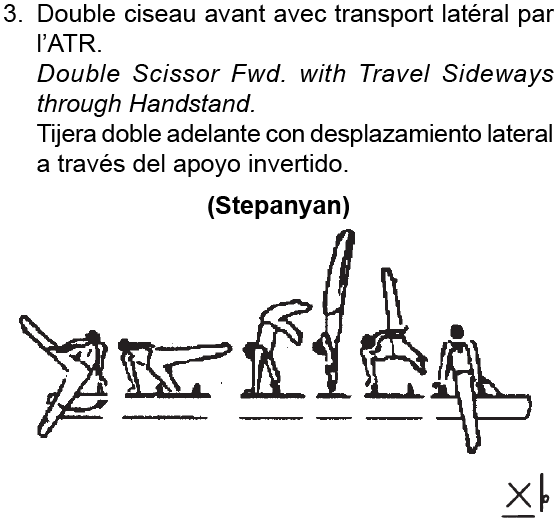 3. Double ciseau avant avec transport latéral par
l'ATR.
Double Scissor Fwd. with Travel Sideways
through Handstand.
Tijera doble adelante con desplazamiento lateral
a través del apoyo invertido.
(Stepanyan)